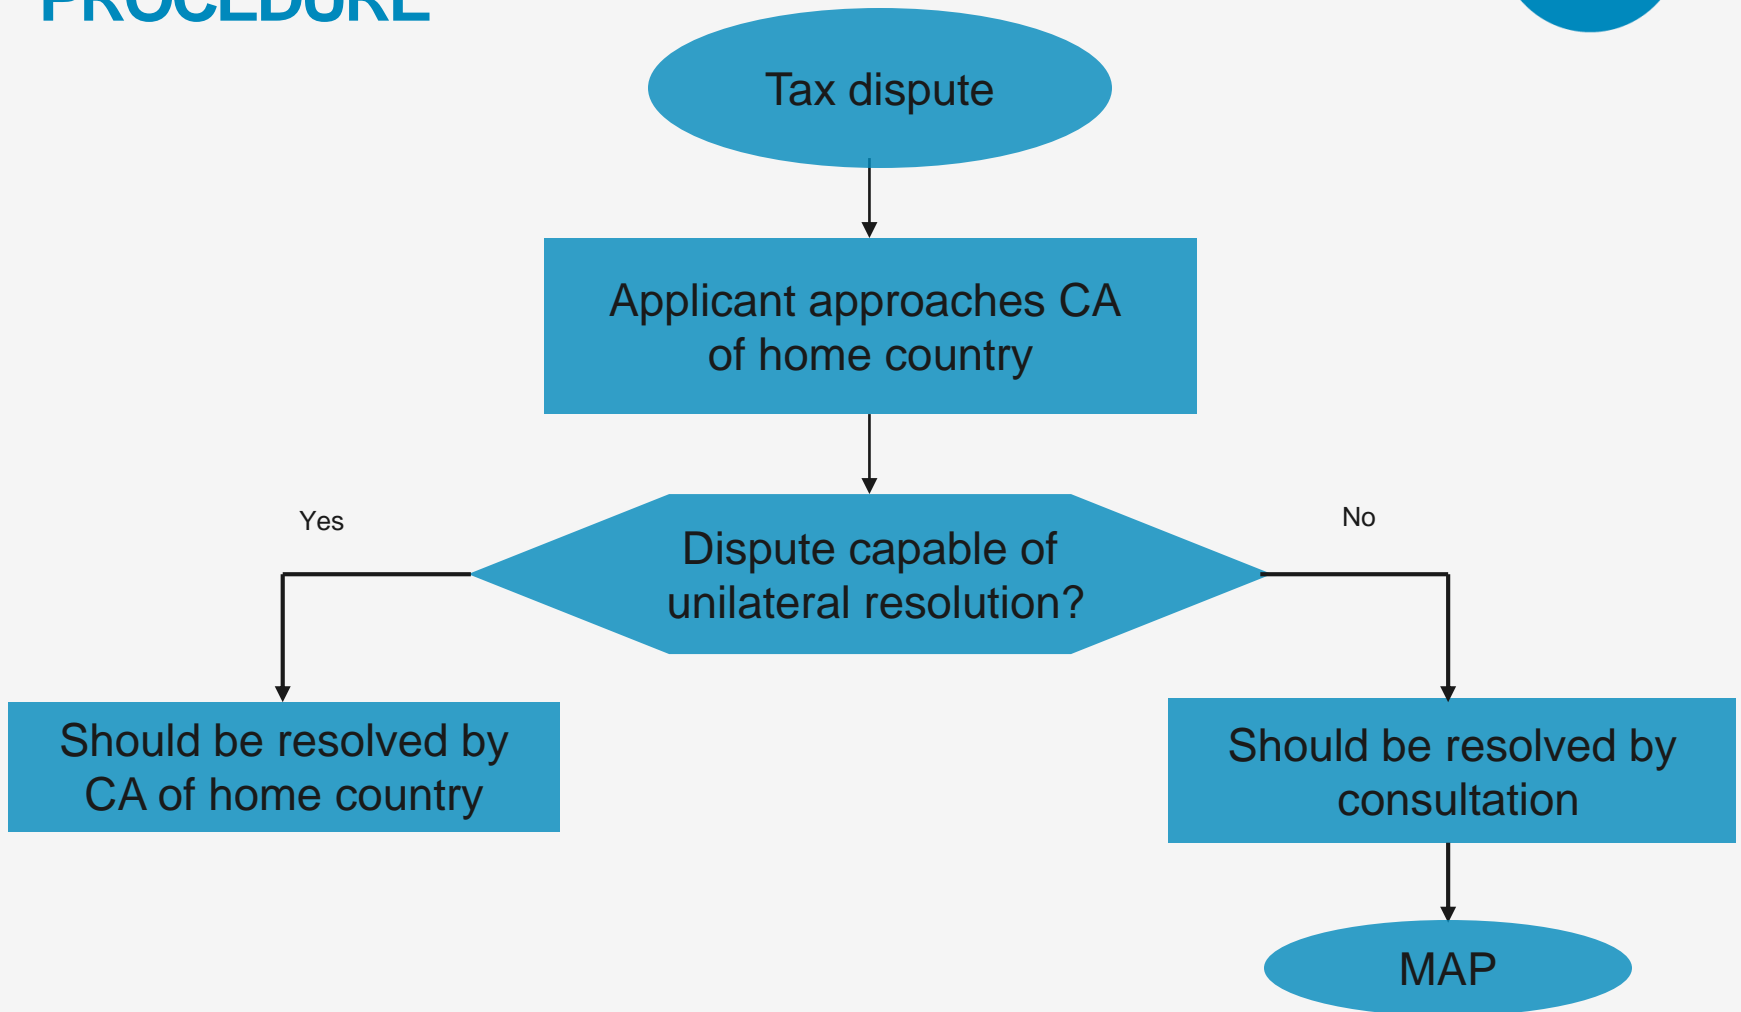 PROCEDURE
Tax dispute
Applicant approaches CA
of home country
Yes
No
Dispute capable of
unilateral resolution?
Should be resolved by
CA of home country
Should be resolved by
consultation
MAP